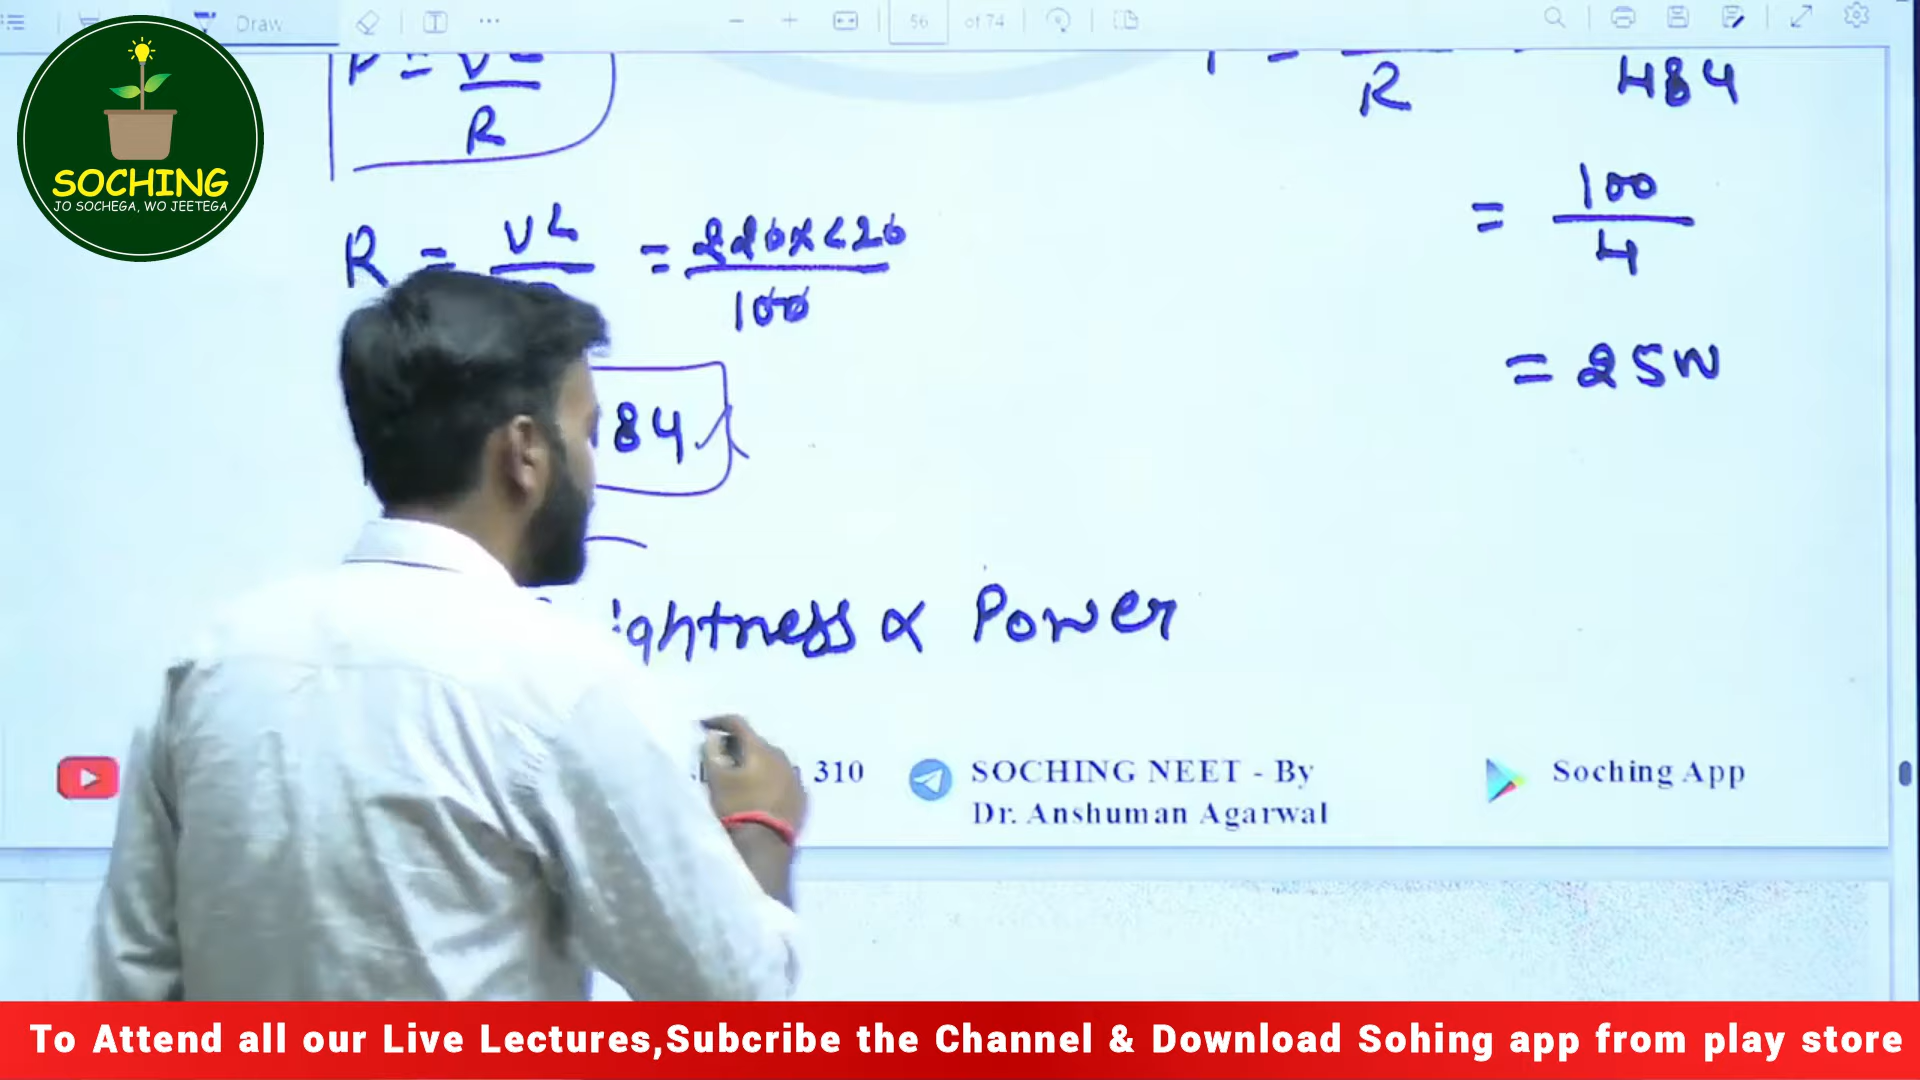 Draw
56
of 74
SOCHING
JO SOCHEGA, WO JEETEGA
P = V²
R
R
484
R = V² = 220x220
100
= 100
4
= 25W
84
ightness ∝ Power
310
SOCHING NEET - By
Dr. Anshuman Agarwal
Soching App
To Attend all our Live Lectures,Subcribe the Channel & Download Sohing app from play store